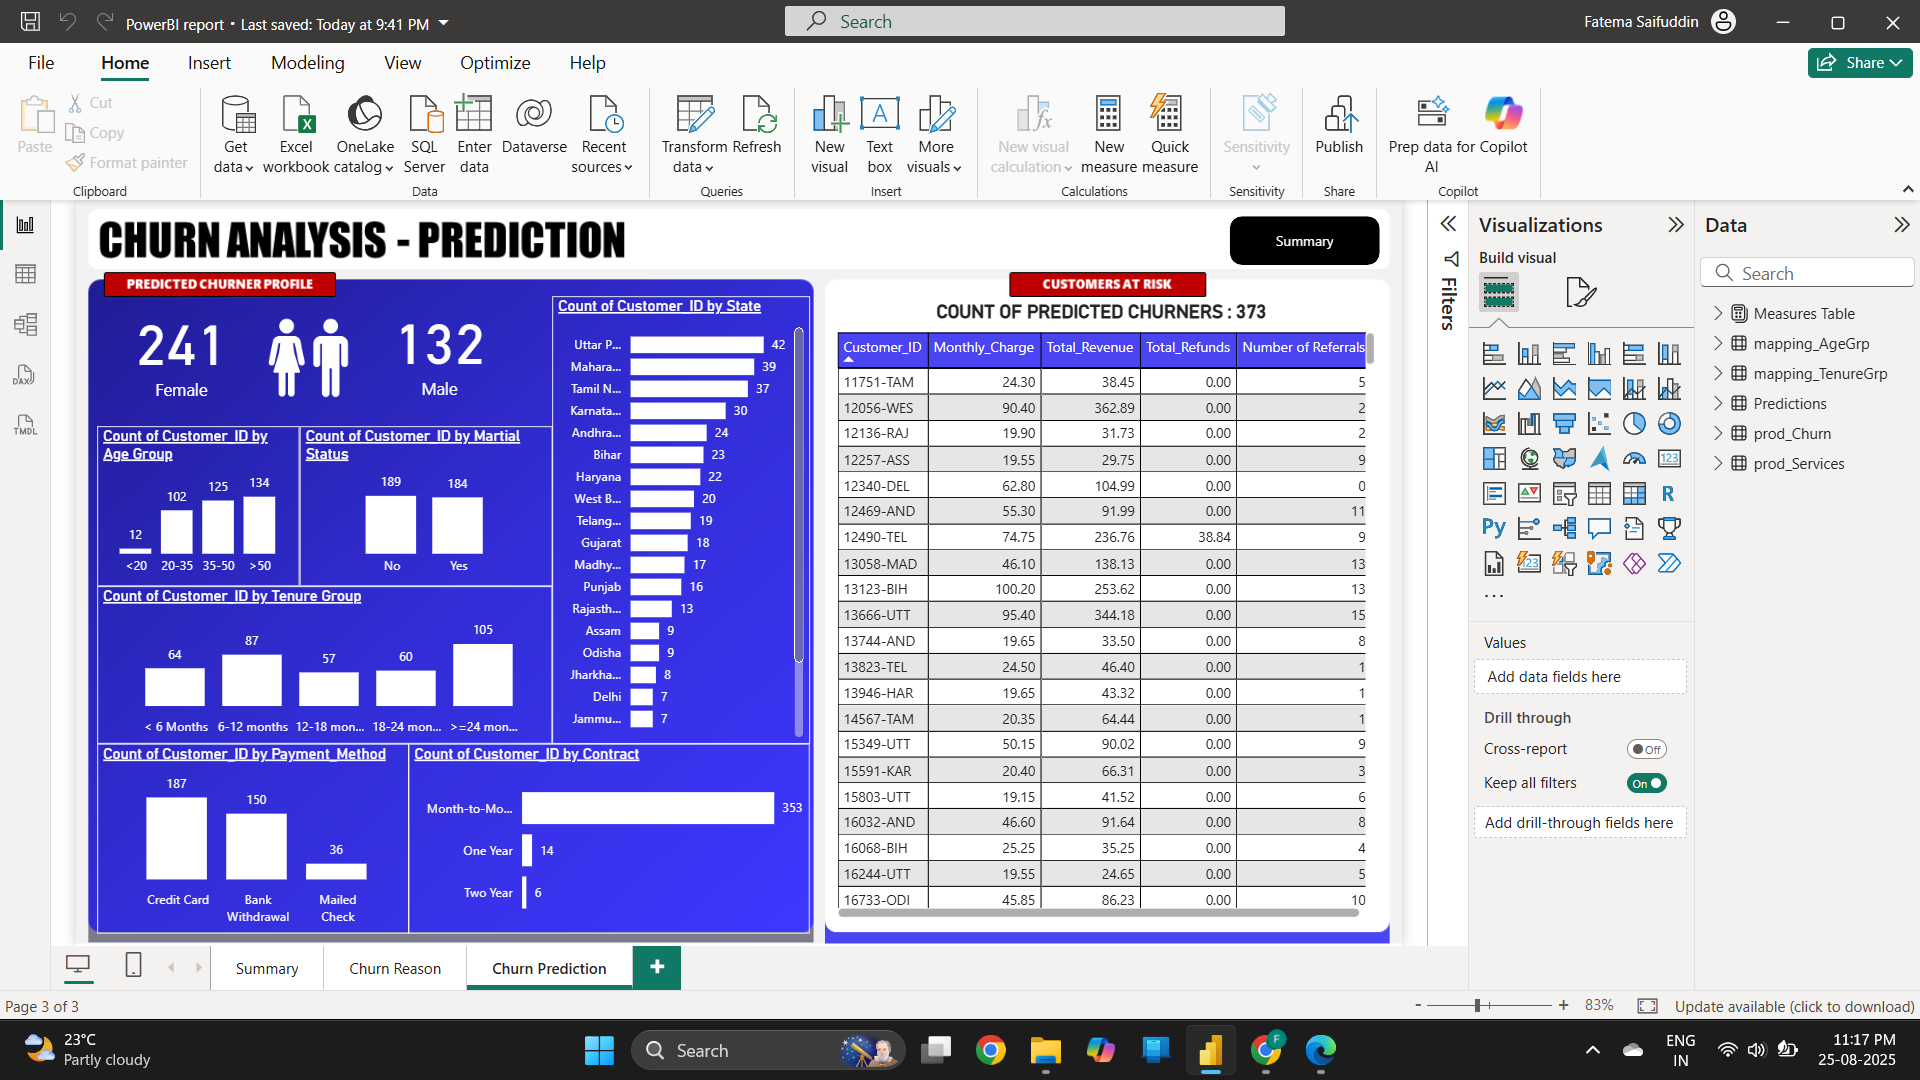 PowerBI report • Last saved: Today at 9:41 PM
Search
Fatema Saifuddin
File
Home
Insert
Modeling
View
Optimize
Help
Share
Paste
Cut
Copy
Format painter
Clipboard
Get data
Excel workbook
OneLake catalog
SQL Server
Enter data
Dataverse
Recent sources
Data
Transform data
Refresh
Queries
New visual
Text box
More visuals
Insert
New visual calculation
New measure
Quick measure
Calculations
Sensitivity
Sensitivity
Publish
Share
Prep data for AI
Copilot
Copilot
CHURN ANALYSIS - PREDICTION
Summary
PREDICTED CHURNER PROFILE
241
Female
132
Male
Count of Customer_ID by State
Uttar P... 42
Mahara... 39
Tamil N... 37
Karnata... 30
Andhra... 24
Bihar 23
Haryana 22
West B... 20
Telang... 19
Gujarat 18
Madhy... 17
Punjab 16
Rajasth... 13
Assam 9
Odisha 9
Jharkha... 8
Delhi 7
Jammu... 7
Count of Customer_ID by
Age Group
12 102 125 134
<20 20-35 35-50 >50
Count of Customer_ID by Martial
Status
189 184
No Yes
Count of Customer_ID by Tenure Group
64 87 57 60 105
< 6 Months 6-12 months 12-18 mon... 18-24 mon... >=24 mon...
Count of Customer_ID by Payment_Method
187 150 36
Credit Card
Bank Withdrawal
Mailed Check
Count of Customer_ID by Contract
Month-to-Mo... 353
One Year 14
Two Year 6
CUSTOMERS AT RISK
COUNT OF PREDICTED CHURNERS : 373
Customer_ID Monthly_Charge Total_Revenue Total_Refunds Number of Referrals
11751-TAM 24.30 38.45 0.00 5
12056-WES 90.40 362.89 0.00 2
12136-RAJ 19.90 31.73 0.00 2
12257-ASS 19.55 29.75 0.00 9
12340-DEL 62.80 104.99 0.00 0
12469-AND 55.30 91.99 0.00 11
12490-TEL 74.75 236.76 38.84 9
13058-MAD 46.10 138.13 0.00 13
13123-BIH 100.20 253.62 0.00 13
13666-UTT 95.40 344.18 0.00 15
13744-AND 19.65 33.50 0.00 8
13823-TEL 24.50 46.40 0.00 1
13946-HAR 19.65 43.32 0.00 1
14567-TAM 20.35 64.44 0.00 1
15349-UTT 50.15 90.02 0.00 9
15591-KAR 20.40 66.31 0.00 3
15803-UTT 19.15 41.52 0.00 6
16032-AND 46.60 91.64 0.00 8
16068-BIH 25.25 35.25 0.00 4
16244-UTT 19.55 24.65 0.00 5
16733-ODI 45.85 86.23 0.00 10
Filters
Visualizations
Build visual
123
R
Py
123
...
Values
Add data fields here
Drill through
Cross-report
Off
Keep all filters
On
Add drill-through fields here
Data
Search
Measures Table
mapping_AgeGrp
mapping_TenureGrp
Predictions
prod_Churn
prod_Services
DAX
TMDL
Summary
Churn Reason
Churn Prediction
+
Page 3 of 3
- + 83%
Update available (click to download)
23°C
Partly cloudy
Search
F
ENG
IN
11:17 PM
25-08-2025